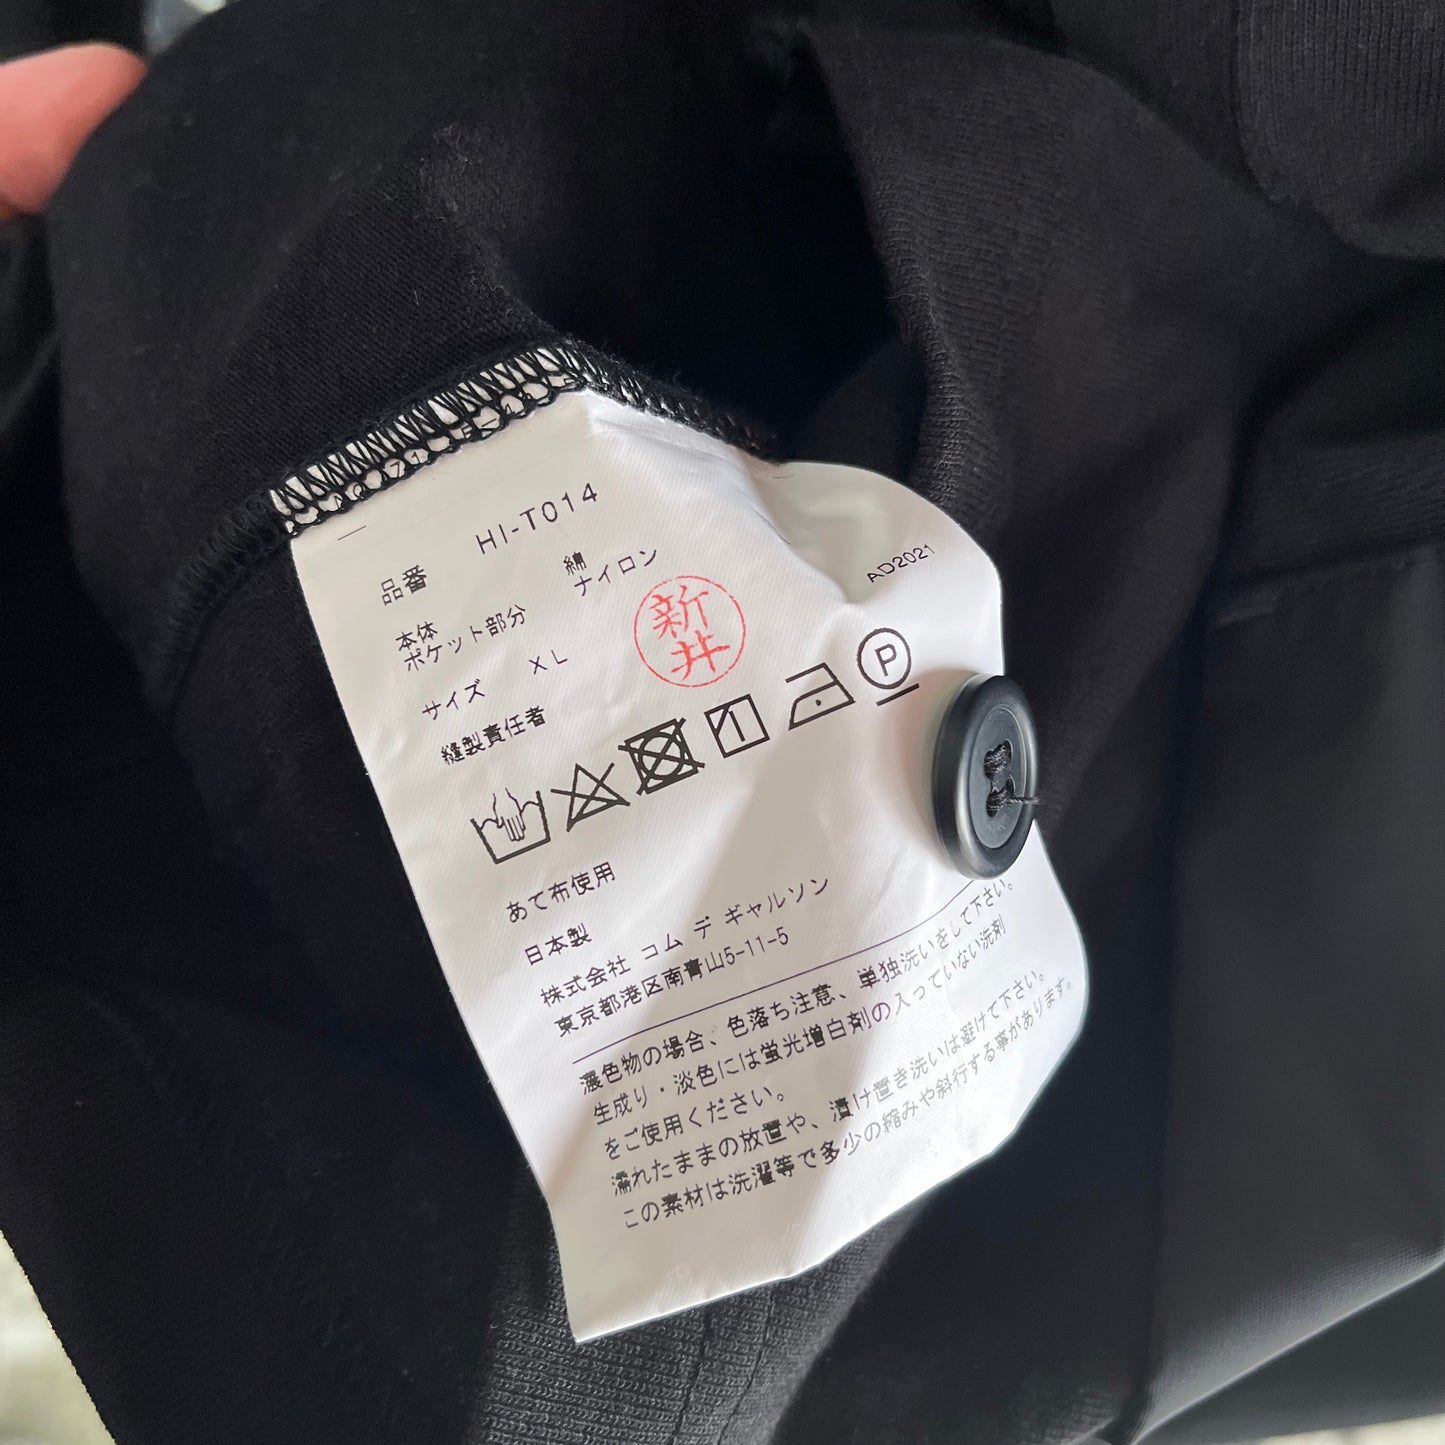 品番 HI-T014
本体 綿
ポケット部分 ナイロン
AD2021
サイズ XL
縫製責任者 新井
P
あて布使用
日本製
株式会社 コム デ ギャルソン
東京都港区南青山5-11-5
濃色物の場合、色落ち注意、単独洗いをして下さい。
生成り・淡色には蛍光増白剤の入っていない洗剤
をご使用ください。
濡れたままの放置や、漬け置き洗いは避けて下さい。
この素材は洗濯等で多少の縮みや斜行する事があります。